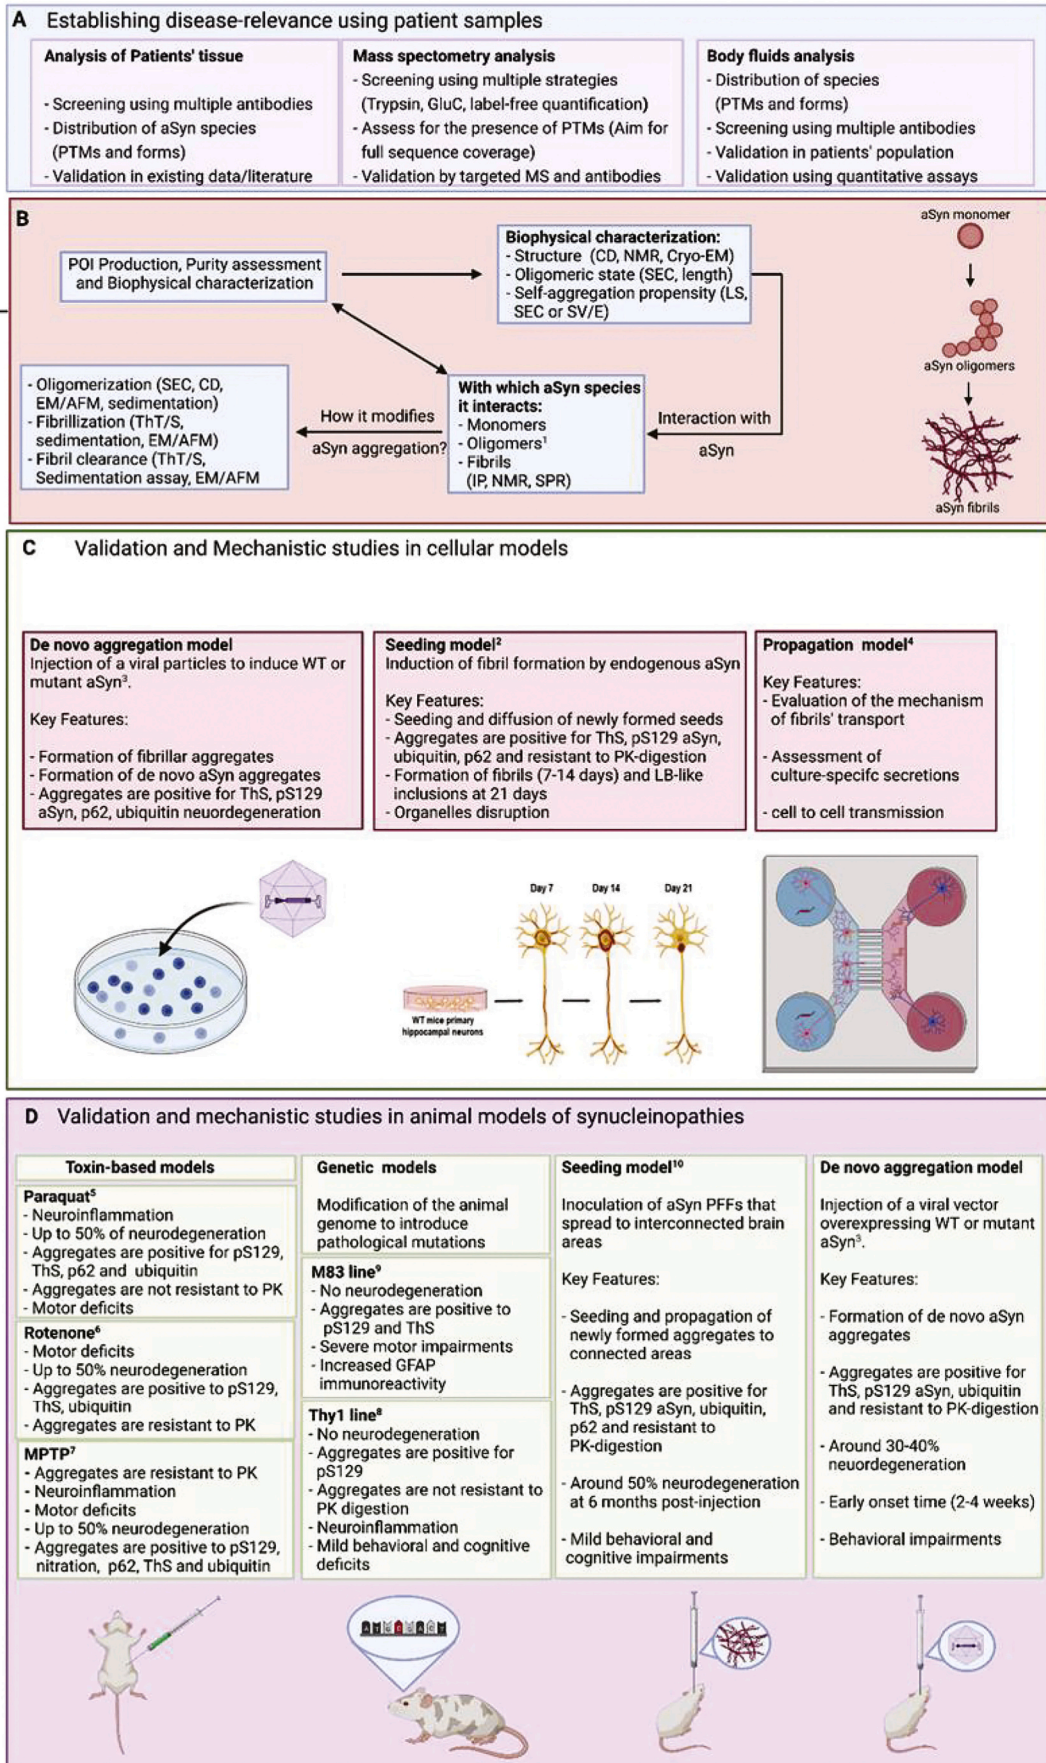 A Establishing disease-relevance using patient samples
Analysis of Patients' tissue
- Screening using multiple antibodies
- Distribution of aSyn species
(PTMs and forms)
- Validation in existing data/literature
Mass spectometry analysis
- Screening using multiple strategies
(Trypsin, GluC, label-free quantification)
- Assess for the presence of PTMs (Aim for
full sequence coverage)
- Validation by targeted MS and antibodies
Body fluids analysis
- Distribution of species
(PTMs and forms)
- Screening using multiple antibodies
- Validation in patients' population
- Validation using quantitative assays
B
POI Production, Purity assessment
and Biophysical characterization
Biophysical characterization:
- Structure (CD, NMR, Cryo-EM)
- Oligomeric state (SEC, length)
- Self-aggregation propensity (LS,
SEC or SV/E)
Interaction with
aSyn
With which aSyn species
it interacts:
- Monomers
- Oligomers¹
- Fibrils
(IP, NMR, SPR)
How it modifies
aSyn aggregation?
- Oligomerization (SEC, CD,
EM/AFM, sedimentation)
- Fibrillization (ThT/S,
sedimentation, EM/AFM)
- Fibril clearance (ThT/S,
Sedimentation assay, EM/AFM
aSyn monomer
aSyn oligomers
aSyn fibrils
C Validation and Mechanistic studies in cellular models
De novo aggregation model
Injection of a viral particles to induce WT or
mutant aSyn³.
Key Features:
- Formation of fibrillar aggregates
- Formation of de novo aSyn aggregates
- Aggregates are positive for ThS, pS129
aSyn, p62, ubiquitin neuordegeneration
Seeding model²
Induction of fibril formation by endogenous aSyn
Key Features:
- Seeding and diffusion of newly formed seeds
- Aggregates are positive for ThS, pS129 aSyn,
ubiquitin, p62 and resistant to PK-digestion
- Formation of fibrils (7-14 days) and LB-like
inclusions at 21 days
- Organelles disruption
Propagation model⁴
Key Features:
- Evaluation of the mechanism
of fibrils' transport
- Assessment of
culture-specifc secretions
- cell to cell transmission
Day 7
Day 14
Day 21
WT mice primary
hippocampal neurons
D Validation and mechanistic studies in animal models of synucleinopathies
Toxin-based models
Paraquat⁵
- Neuroinflammation
- Up to 50% of neurodegeneration
- Aggregates are positive for pS129,
ThS, p62 and ubiquitin
- Aggregates are not resistant to PK
- Motor deficits
Rotenone⁶
- Motor deficits
- Up to 50% neurodegeneration
- Aggregates are positive to pS129,
ThS, ubiquitin
- Aggregates are resistant to PK
MPTP⁷
- Aggregates are resistant to PK
- Neuroinflammation
- Motor deficits
- Up to 50% neurodegeneration
- Aggregates are positive to pS129,
nitration, p62, ThS and ubiquitin
Genetic models
Modification of the animal
genome to introduce
pathological mutations
M83 line⁹
- No neurodegeneration
- Aggregates are positive to
pS129 and ThS
- Severe motor impairments
- Increased GFAP
immunoreactivity
Thy1 line⁸
- No neurodegeneration
- Aggregates are positive for
pS129
- Aggregates are not resistant to
PK digestion
- Neuroinflammation
- Mild behavioral and cognitive
deficits
Seeding model¹⁰
Inoculation of aSyn PFFs that
spread to interconnected brain
areas
Key Features:
- Seeding and propagation of
newly formed aggregates to
connected areas
- Aggregates are positive for
ThS, pS129 aSyn, ubiquitin,
p62 and resistant to
PK-digestion
- Around 50% neurodegeneration
at 6 months post-injection
- Mild behavioral and
cognitive impairments
De novo aggregation model
Injection of a viral vector
overexpressing WT or mutant
aSyn³.
Key Features:
- Formation of de novo aSyn
aggregates
- Aggregates are positive for
ThS, pS129 aSyn, ubiquitin
and resistant to PK-digestion
- Around 30-40%
neuordegeneration
- Early onset time (2-4 weeks)
- Behavioral impairments